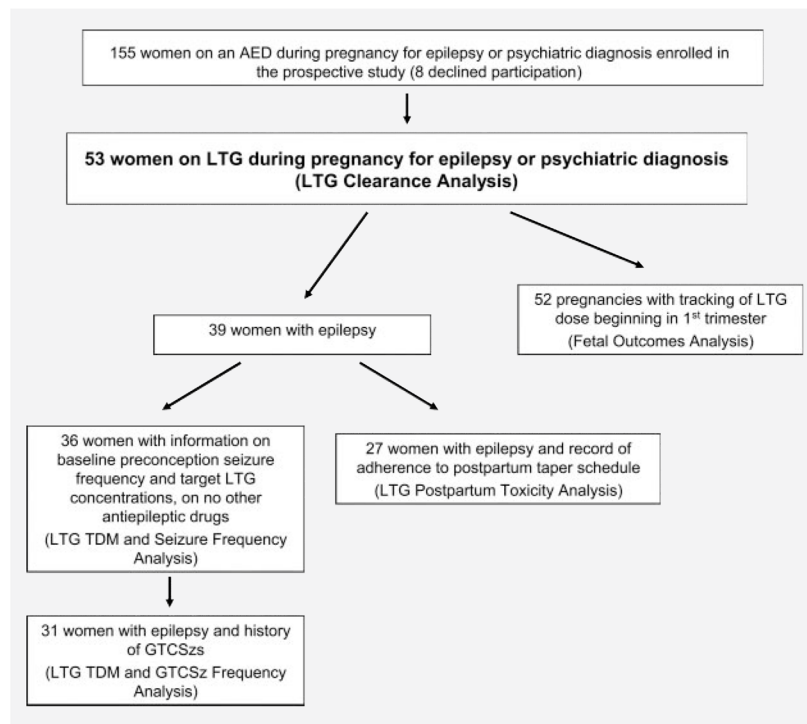 155 women on an AED during pregnancy for epilepsy or psychiatric diagnosis enrolled in
the prospective study (8 declined participation)
53 women on LTG during pregnancy for epilepsy or psychiatric diagnosis
(LTG Clearance Analysis)
52 pregnancies with tracking of LTG
dose beginning in 1st trimester
(Fetal Outcomes Analysis)
39 women with epilepsy
36 women with information on
baseline preconception seizure
frequency and target LTG
concentrations, on no other
antiepileptic drugs
(LTG TDM and Seizure Frequency
Analysis)
27 women with epilepsy and record of
adherence to postpartum taper schedule
(LTG Postpartum Toxicity Analysis)
31 women with epilepsy and history
of GTCSzs
(LTG TDM and GTCSz Frequency
Analysis)